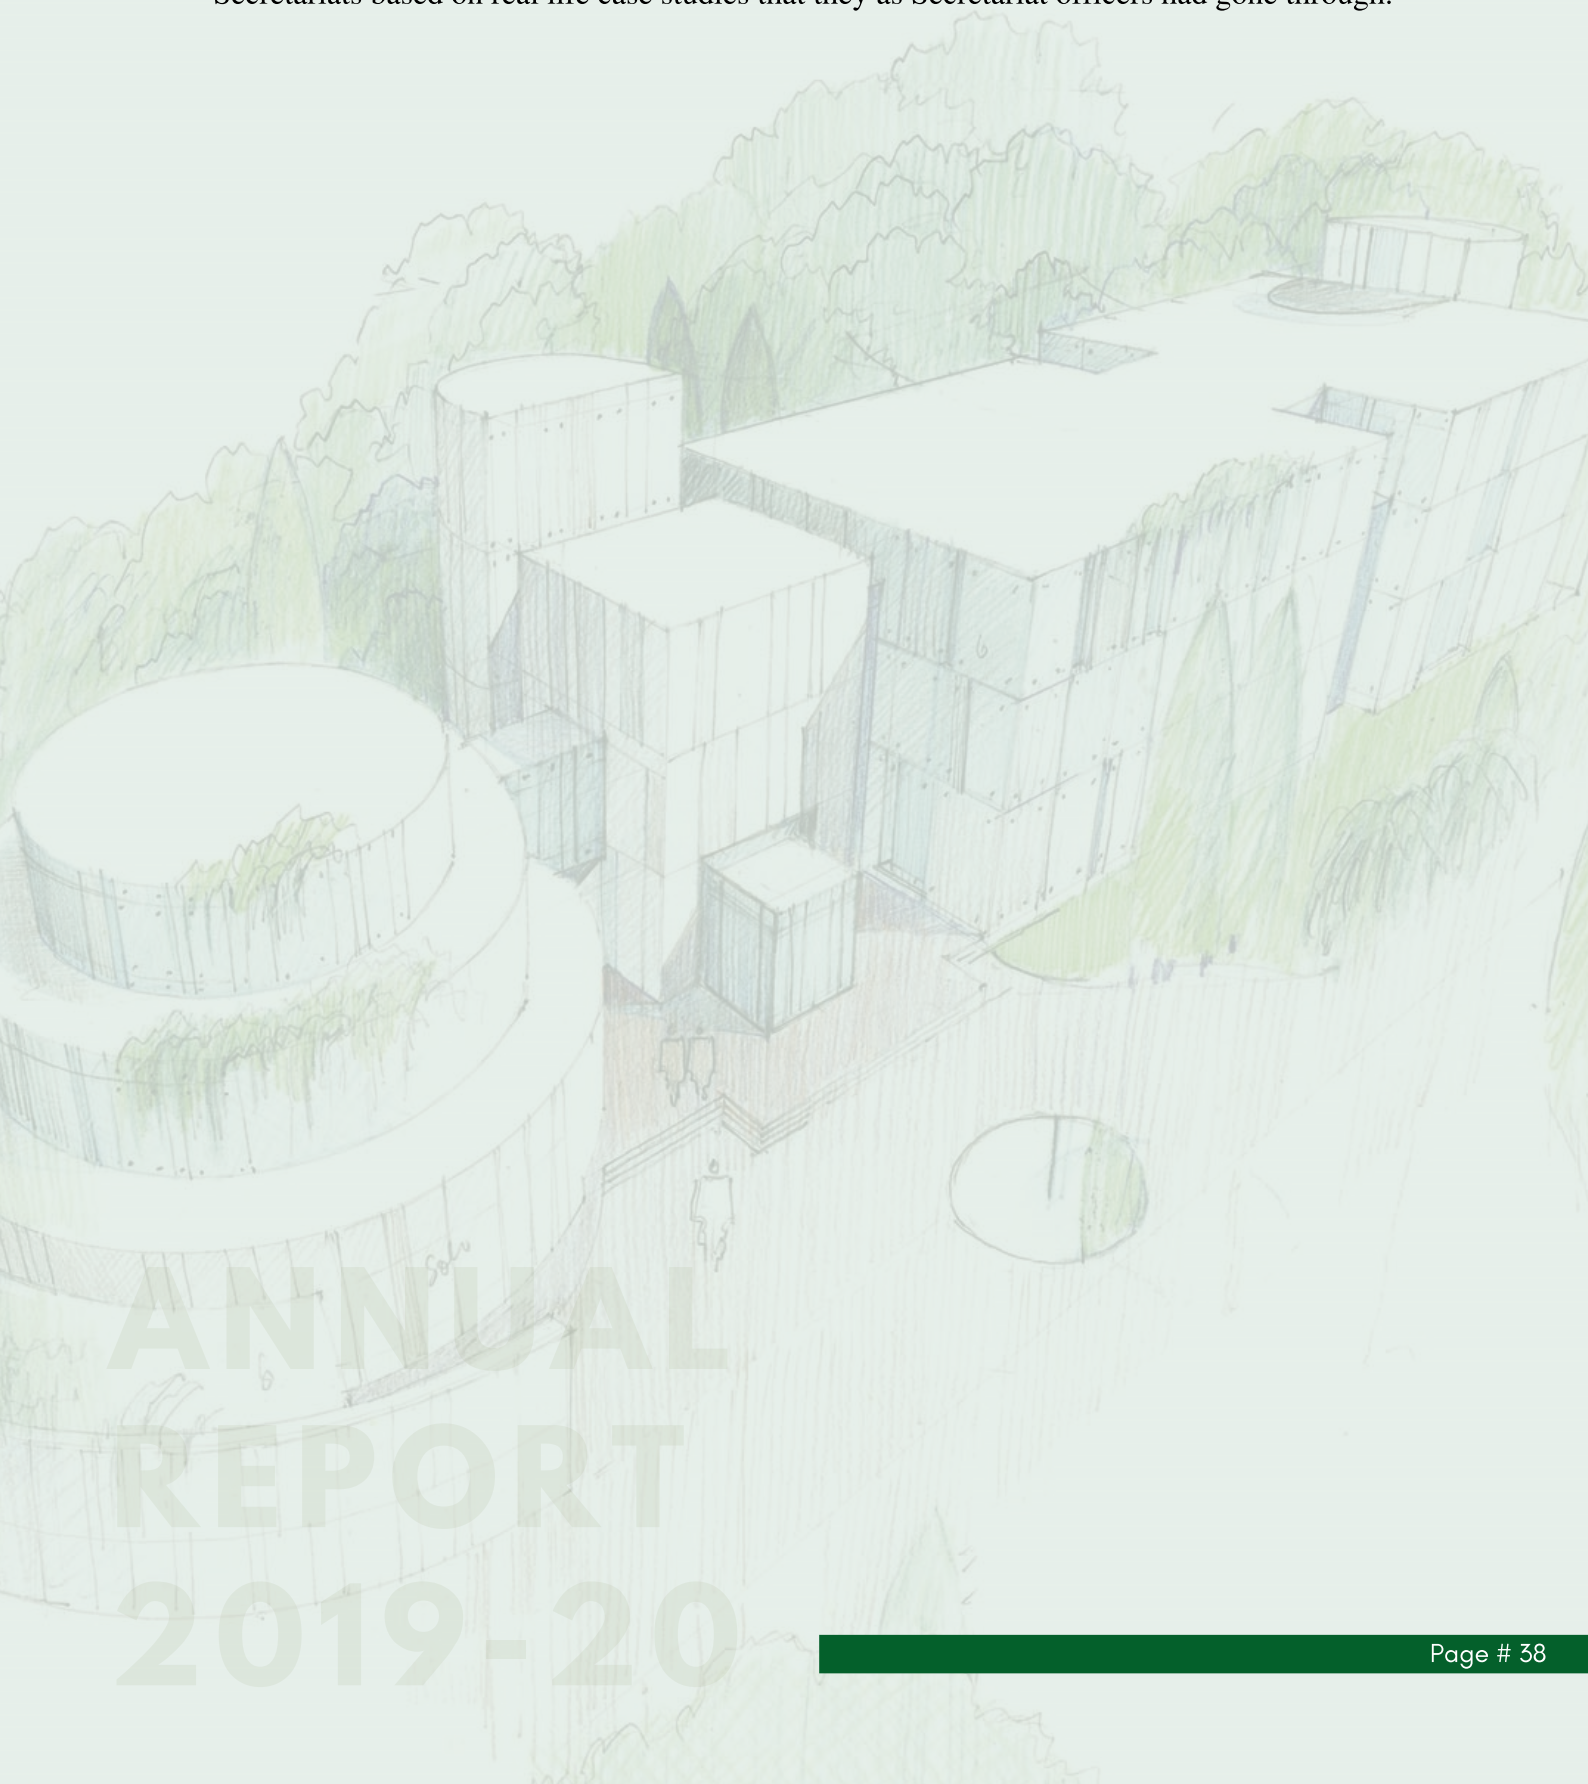 Secretariats based on real life case studies that they as Secretariat officers had gone through.
Solv
ANNUAL
REPORT
2019-20
Page # 38